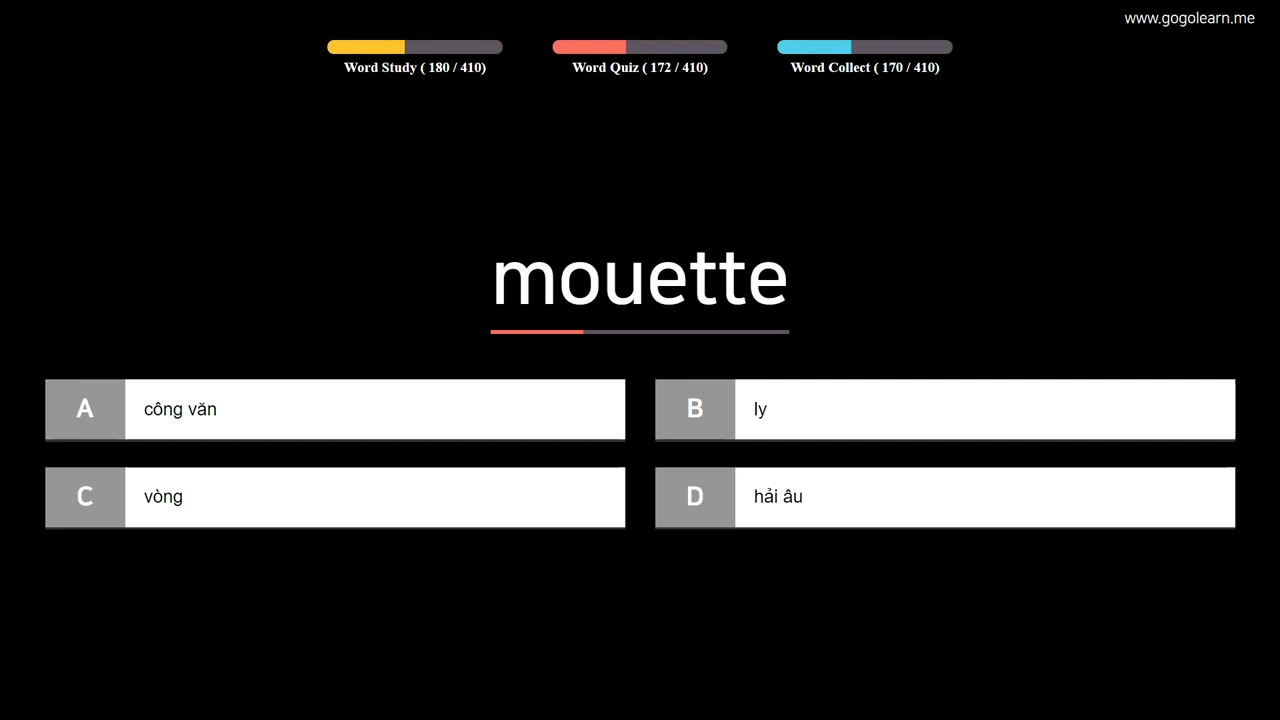 www.gogolearn.me
Word Study ( 180 / 410)
Word Quiz ( 172 / 410)
Word Collect ( 170 / 410)
mouette
A công văn
B ly
C vòng
D hải âu